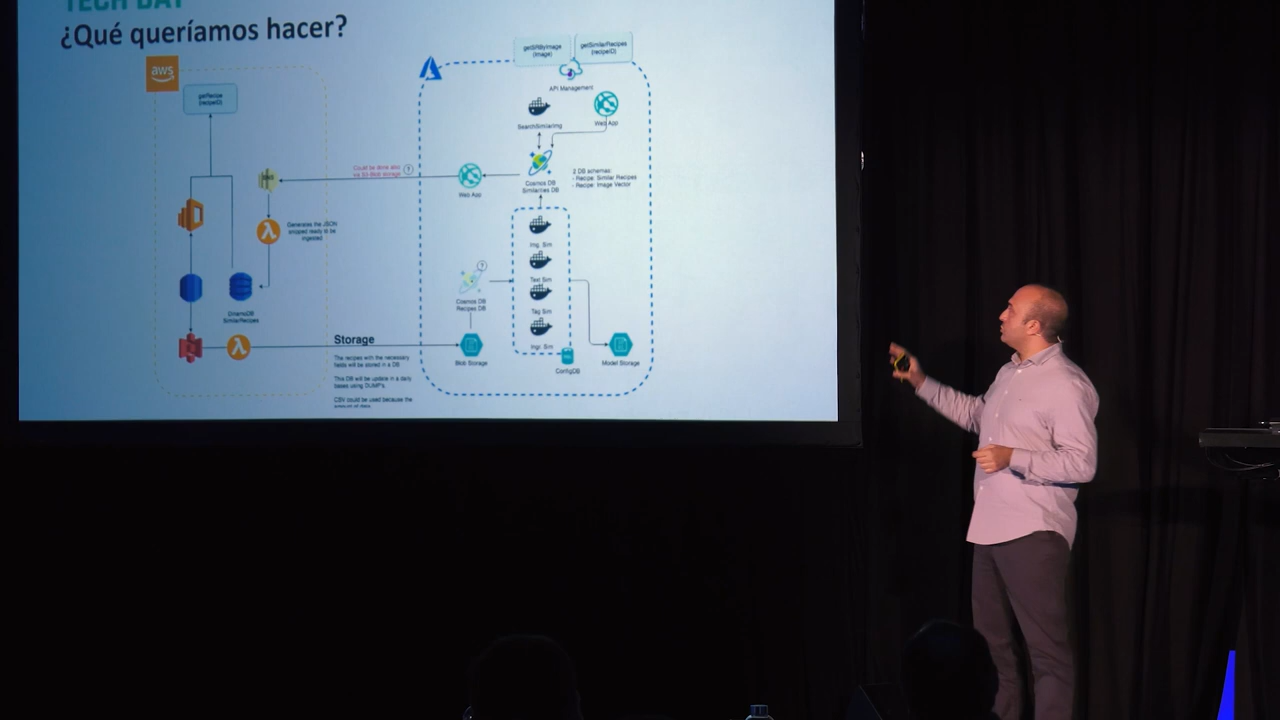 TECH DAY
¿Qué queríamos hacer?
aws
getRecipe
(recipeID)
getSRByImage
(image)
getSimilarRecipes
(recipeID)
API Management
SearchSimilarImg
Web App
Could be done also
via S3-Blob storage
?
Web App
Cosmos DB
Similarities DB
2 DB schemas:
- Recipe: Similar Recipes
- Recipe: Image Vector
Generates the JSON
snipped ready to be
ingested
Img. Sim
Text Sim
Tag Sim
Ingr. Sim
?
Cosmos DB
Recipes DB
DinamoDB
SimilarRecipes
Storage
Blob Storage
ConfigDB
Model Storage
The recipes with the necessary
fields will be stored in a DB
This DB will be update in a daily
bases using DUMP's.
CSV could be used because the